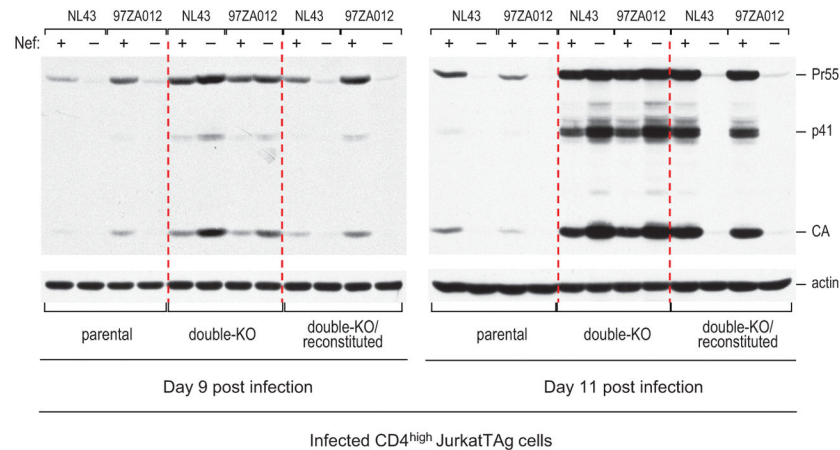 NL43 97ZA012 NL43 97ZA012 NL43 97ZA012 NL43 97ZA012 NL43 97ZA012 NL43 97ZA012
Nef: + – + – + – + – + – + – + – + – + – + – + – + –
– Pr55
– p41
– CA
– actin
parental double-KO double-KO/ reconstituted parental double-KO double-KO/ reconstituted
Day 9 post infection Day 11 post infection
Infected CD4high JurkatTAg cells